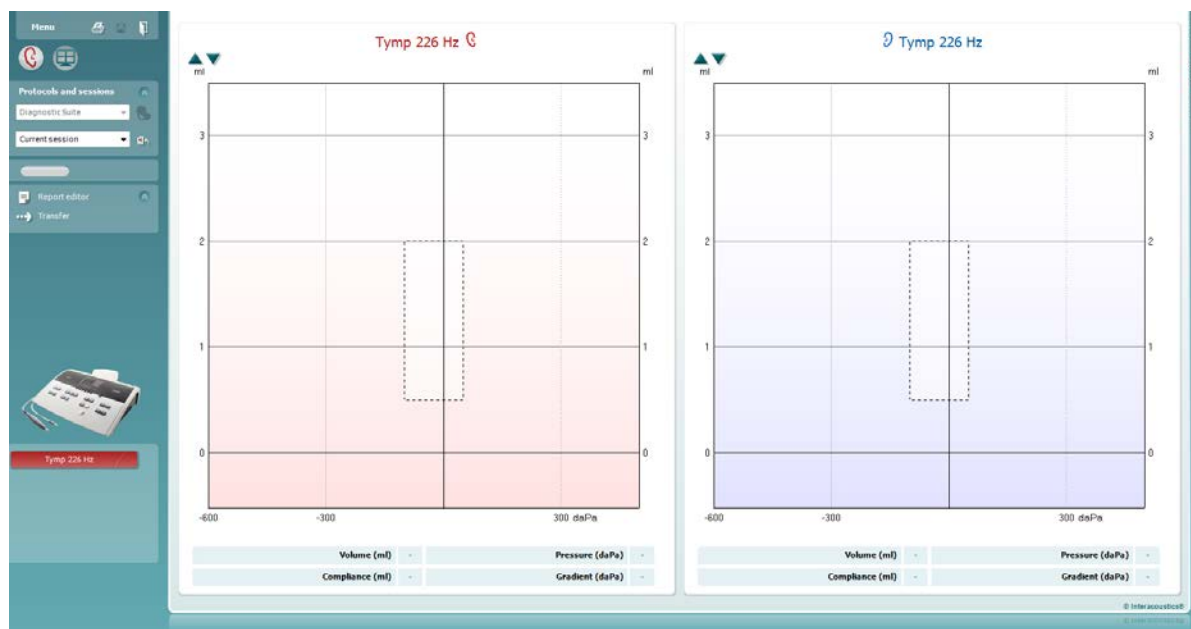 Menu
Protocols and sessions
Diagnostic Suite
Current session
Report editor
Transfer
Tymp 226 Hz
Tymp 226 Hz
ml
ml
3
3
2
2
1
1
0
0
-600
-300
300 daPa
Volume (ml) -
Pressure (daPa) -
Compliance (ml) -
Gradient (daPa) -
Tymp 226 Hz
ml
ml
3
3
2
2
1
1
0
0
-600
-300
300 daPa
Volume (ml) -
Pressure (daPa) -
Compliance (ml) -
Gradient (daPa) -
© Interacoustics®